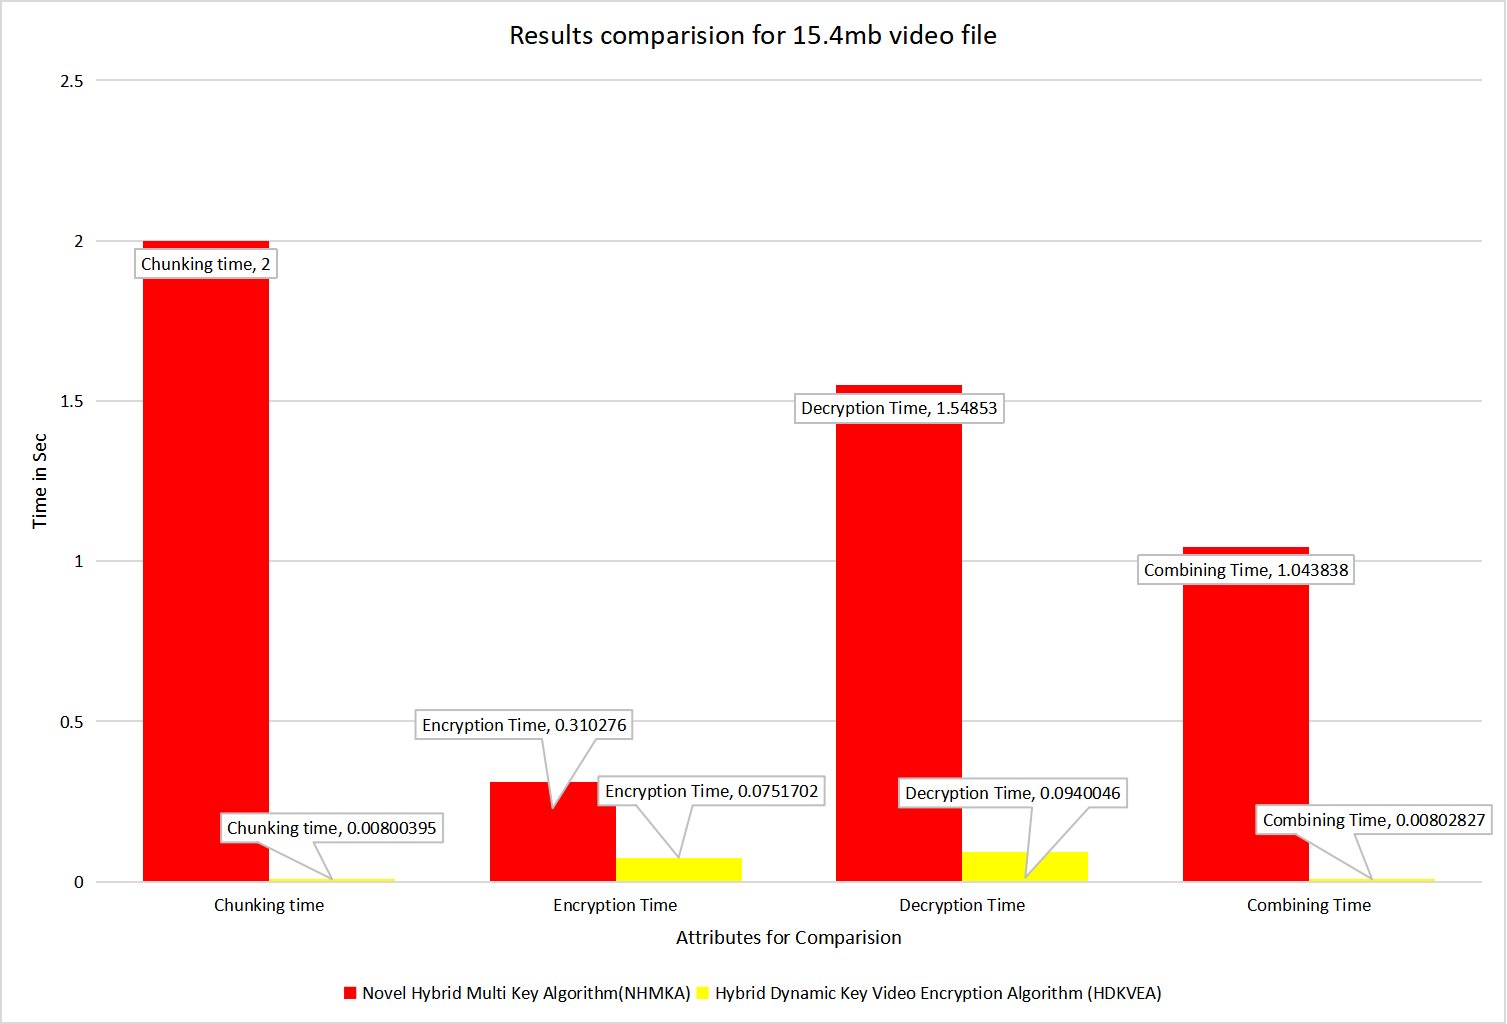 Results comparision for 15.4mb video file
2.5
2
1.5
1
0.5
0
Time in Sec
Chunking time, 2
Decryption Time, 1.54853
Combining Time, 1.043838
Encryption Time, 0.310276
Encryption Time, 0.0751702
Decryption Time, 0.0940046
Chunking time, 0.00800395
Combining Time, 0.00802827
Chunking time
Encryption Time
Decryption Time
Combining Time
Attributes for Comparision
Novel Hybrid Multi Key Algorithm(NHMKA)
Hybrid Dynamic Key Video Encryption Algorithm (HDKVEA)